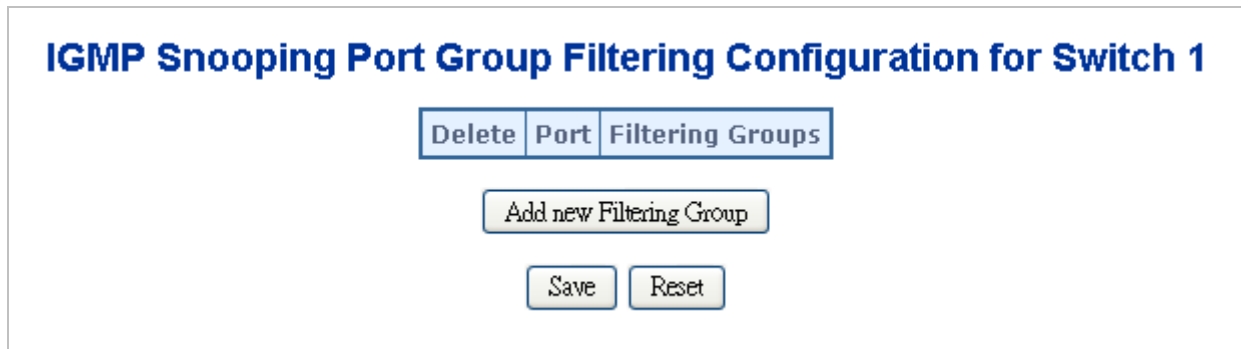 IGMP Snooping Port Group Filtering Configuration for Switch 1
Delete Port Filtering Groups
Add new Filtering Group
Save Reset